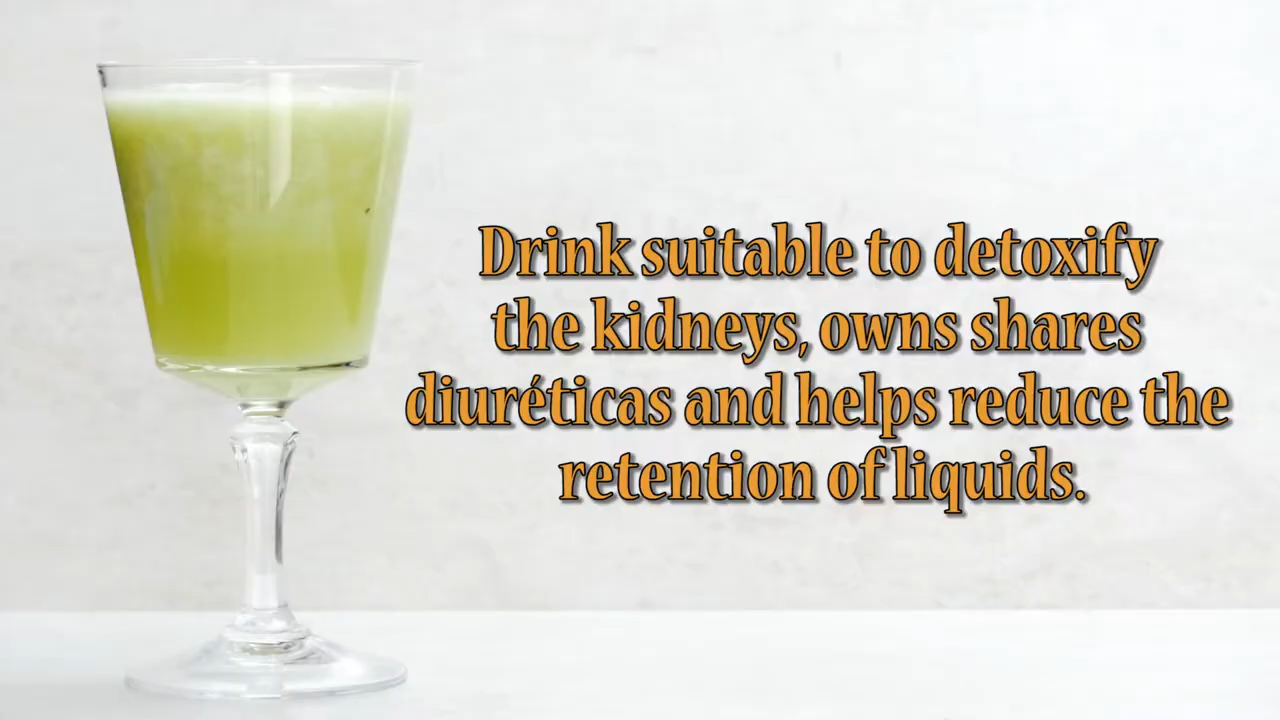 Drink suitable to detoxify
the kidneys, owns shares
diuréticas and helps reduce the
retention of liquids.